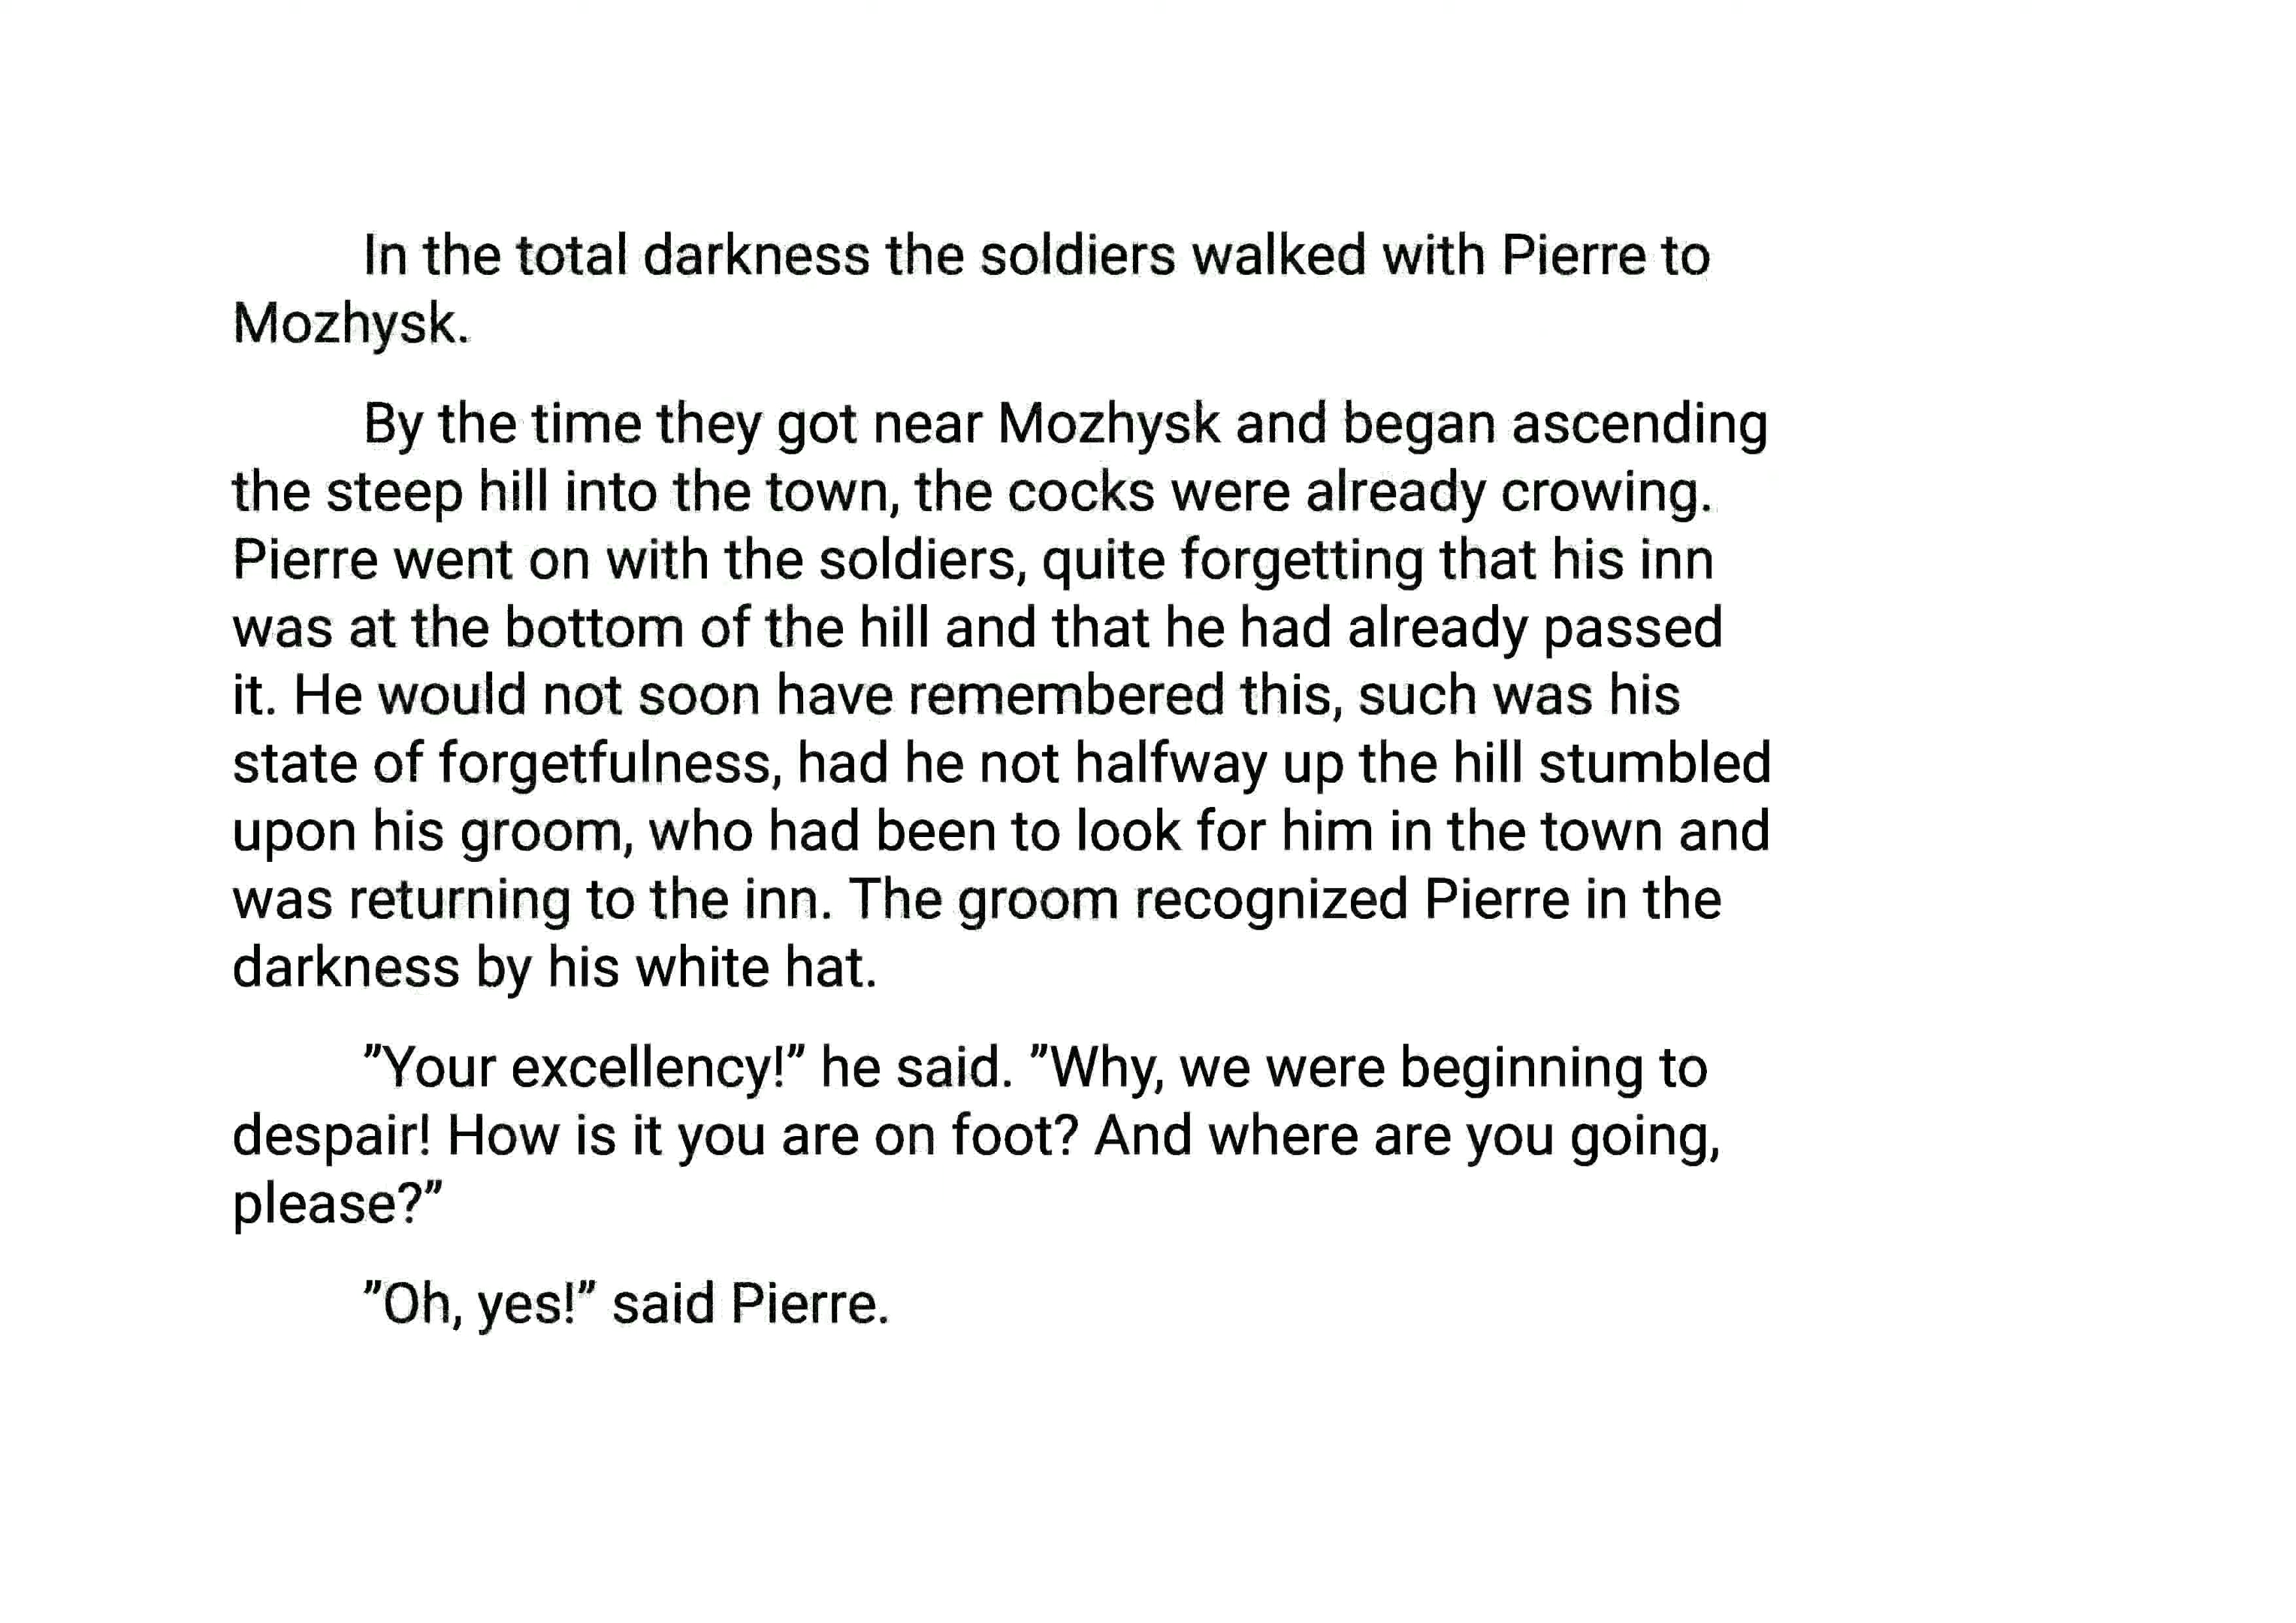 In the total darkness the soldiers walked with Pierre to
Mozhysk.
By the time they got near Mozhysk and began ascending
the steep hill into the town, the cocks were already crowing.
Pierre went on with the soldiers, quite forgetting that his inn
was at the bottom of the hill and that he had already passed
it. He would not soon have remembered this, such was his
state of forgetfulness, had he not halfway up the hill stumbled
upon his groom, who had been to look for him in the town and
was returning to the inn. The groom recognized Pierre in the
darkness by his white hat.
”Your excellency!” he said. ”Why, we were beginning to
despair! How is it you are on foot? And where are you going,
please?”
”Oh, yes!” said Pierre.